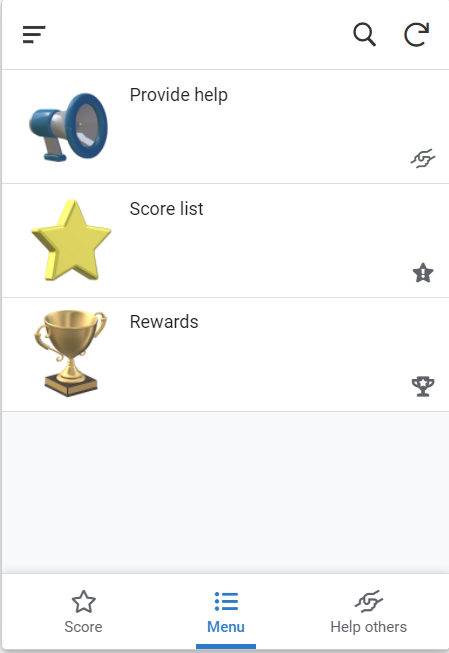 Provide help
Score list
Rewards
Score
Menu
Help others